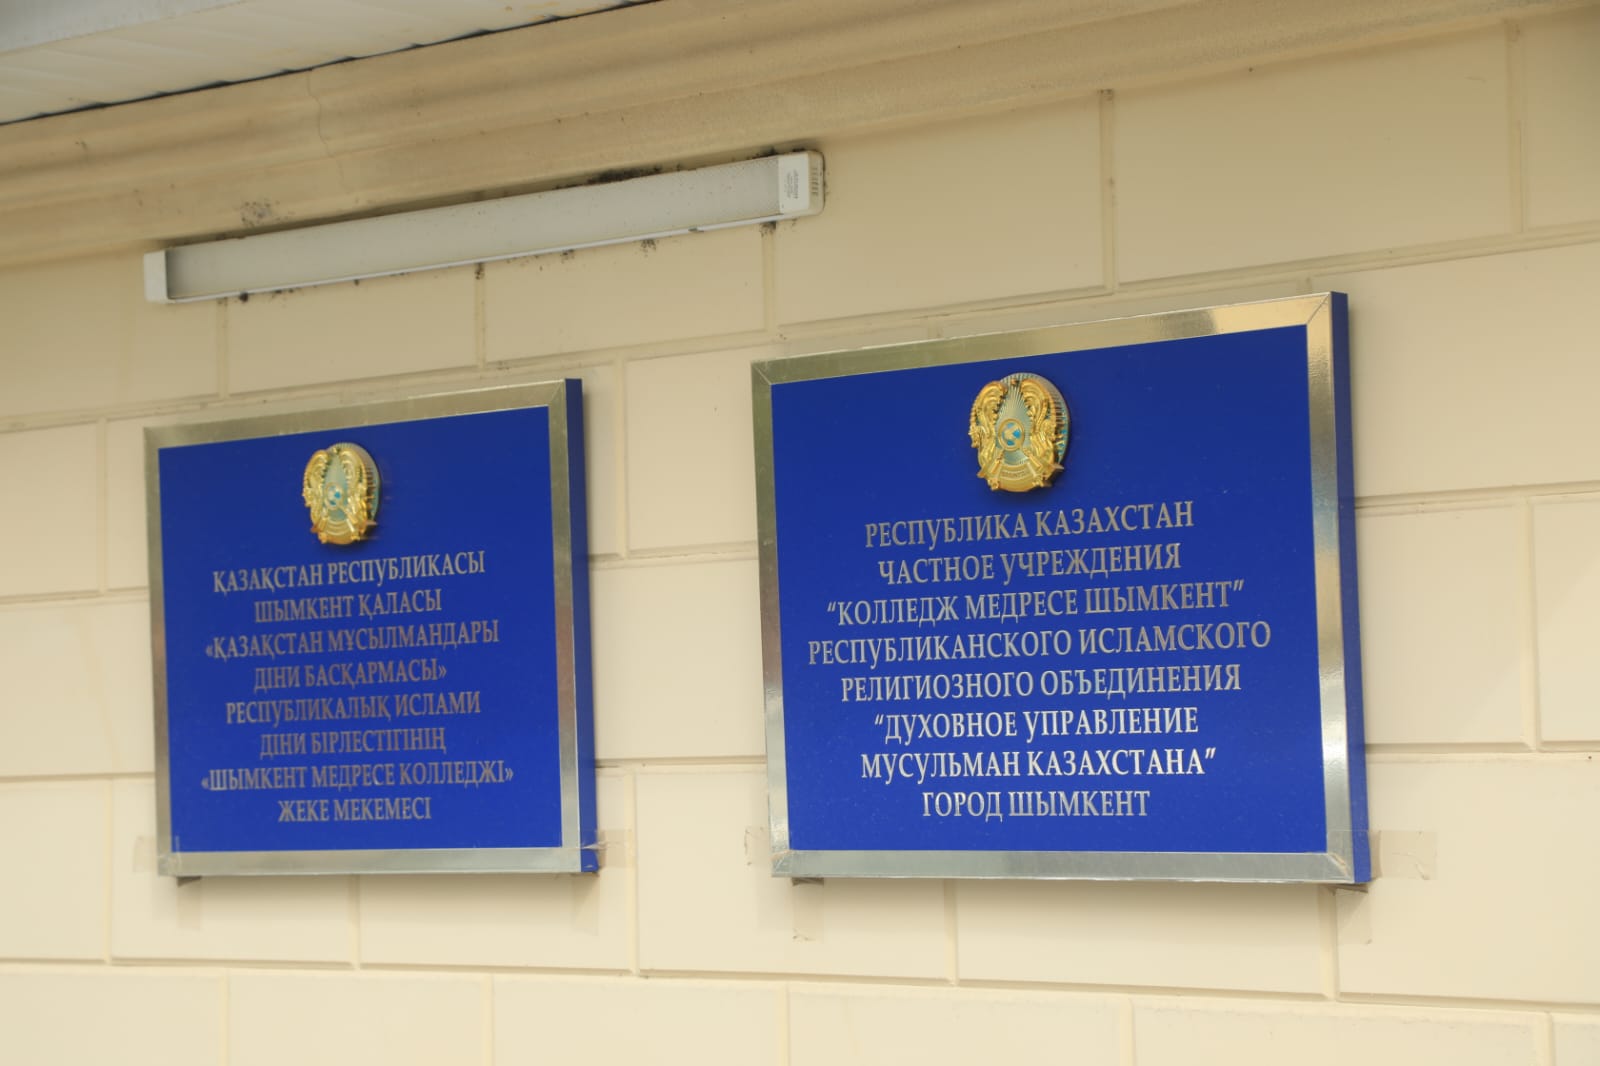 ҚАЗАҚСТАН РЕСПУБЛИКАСЫ
ШЫМКЕНТ ҚАЛАСЫ
«ҚАЗАҚСТАН МҰСЫЛМАНДАРЫ
ДІНИ БАСҚАРМАСЫ»
РЕСПУБЛИКАЛЫҚ ИСЛАМИ
ДІНИ БІРЛЕСТІГІНІҢ
«ШЫМКЕНТ МЕДРЕСЕ КОЛЛЕДЖІ»
ЖЕКЕ МЕКЕМЕСІ
РЕСПУБЛИКА КАЗАХСТАН
ЧАСТНОЕ УЧРЕЖДЕНИЯ
“КОЛЛЕДЖ МЕДРЕСЕ ШЫМКЕНТ”
РЕСПУБЛИКАНСКОГО ИСЛАМСКОГО
РЕЛИГИОЗНОГО ОБЪЕДИНЕНИЯ
“ДУХОВНОЕ УПРАВЛЕНИЕ
МУСУЛЬМАН КАЗАХСТАНА”
ГОРОД ШЫМКЕНТ